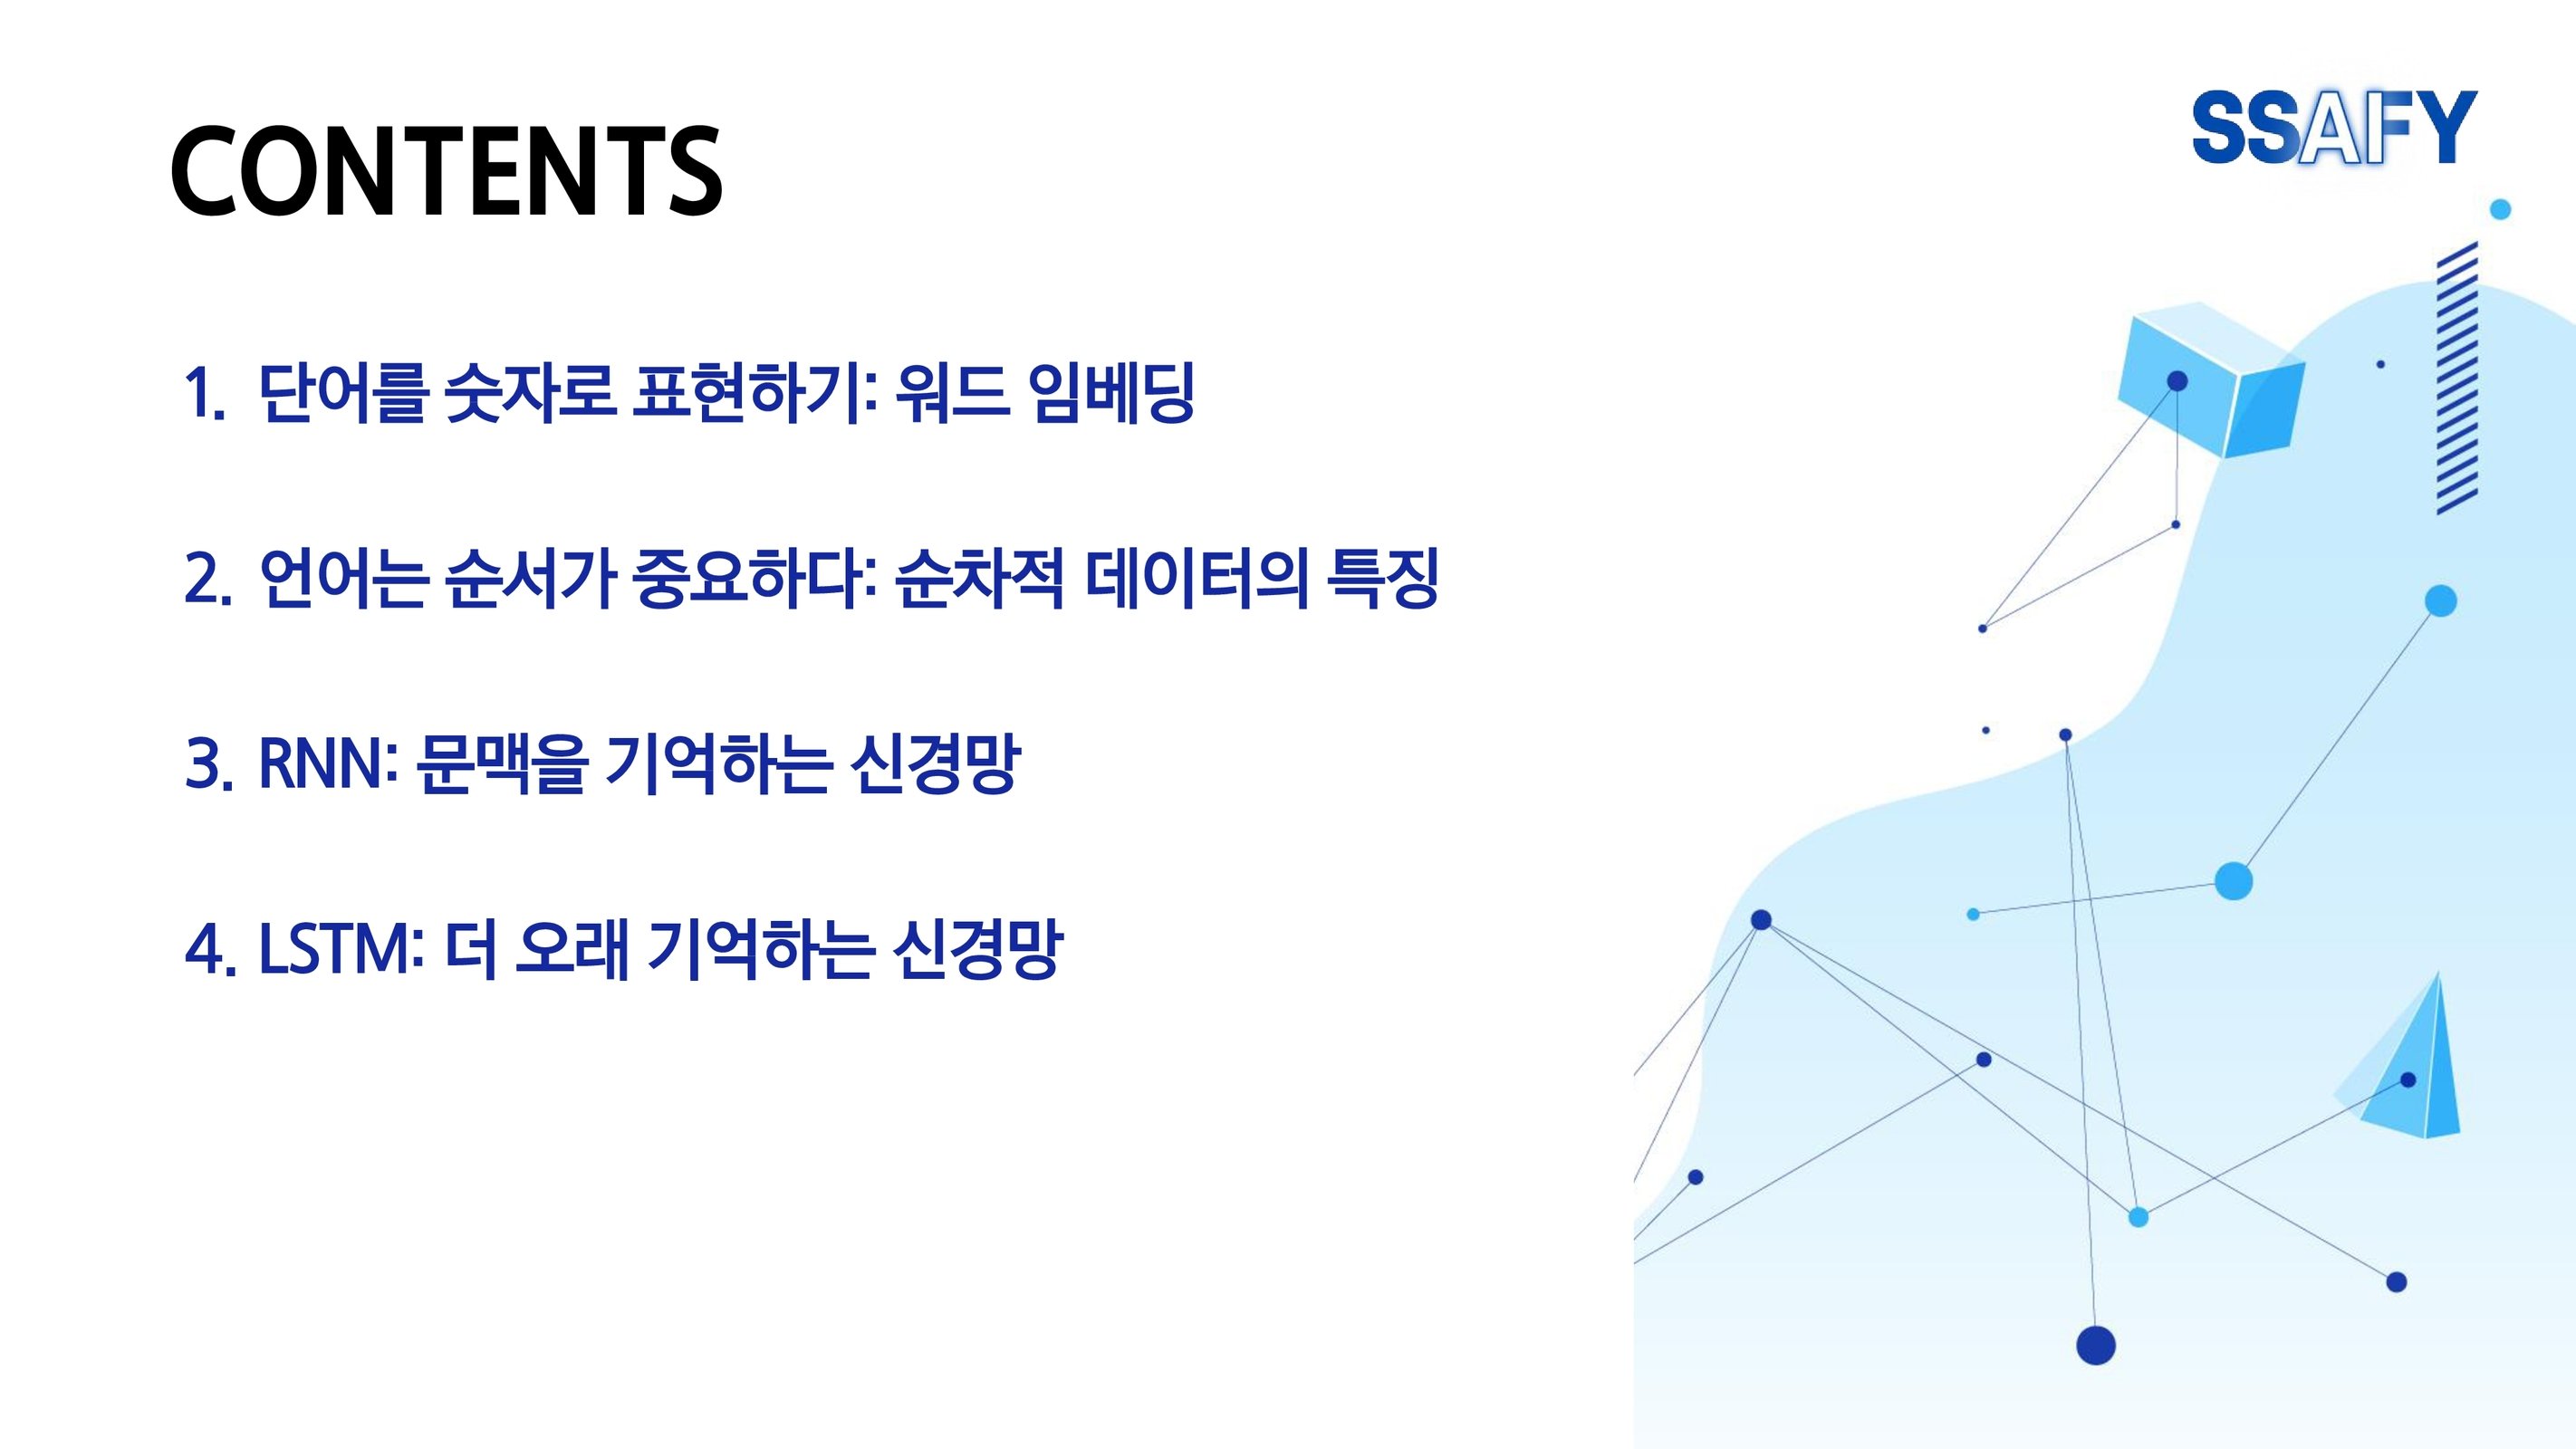 SSAFY
CONTENTS
1. 단어를 숫자로 표현하기: 워드 임베딩
2. 언어는 순서가 중요하다: 순차적 데이터의 특징
3. RNN: 문맥을 기억하는 신경망
4. LSTM: 더 오래 기억하는 신경망